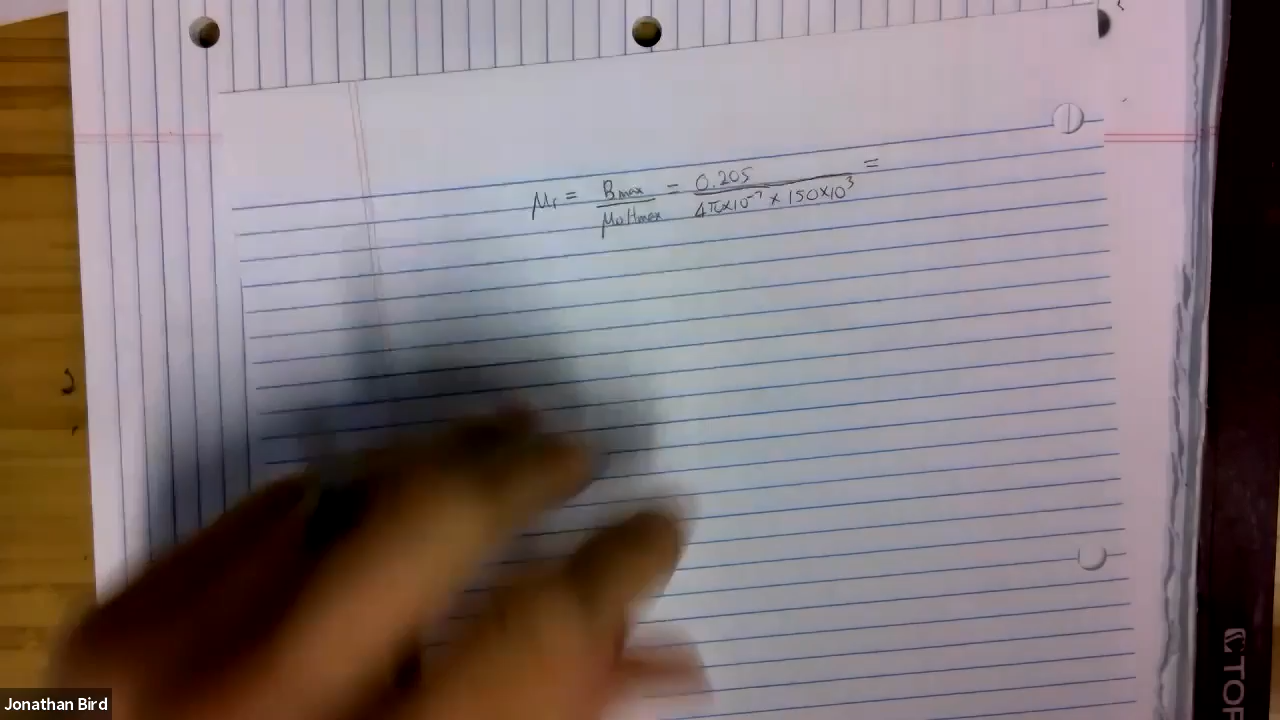 μr = Bmax / μ0Hmax = 0.205 / 4π×10⁻⁷ × 150×10³ =
Jonathan Bird